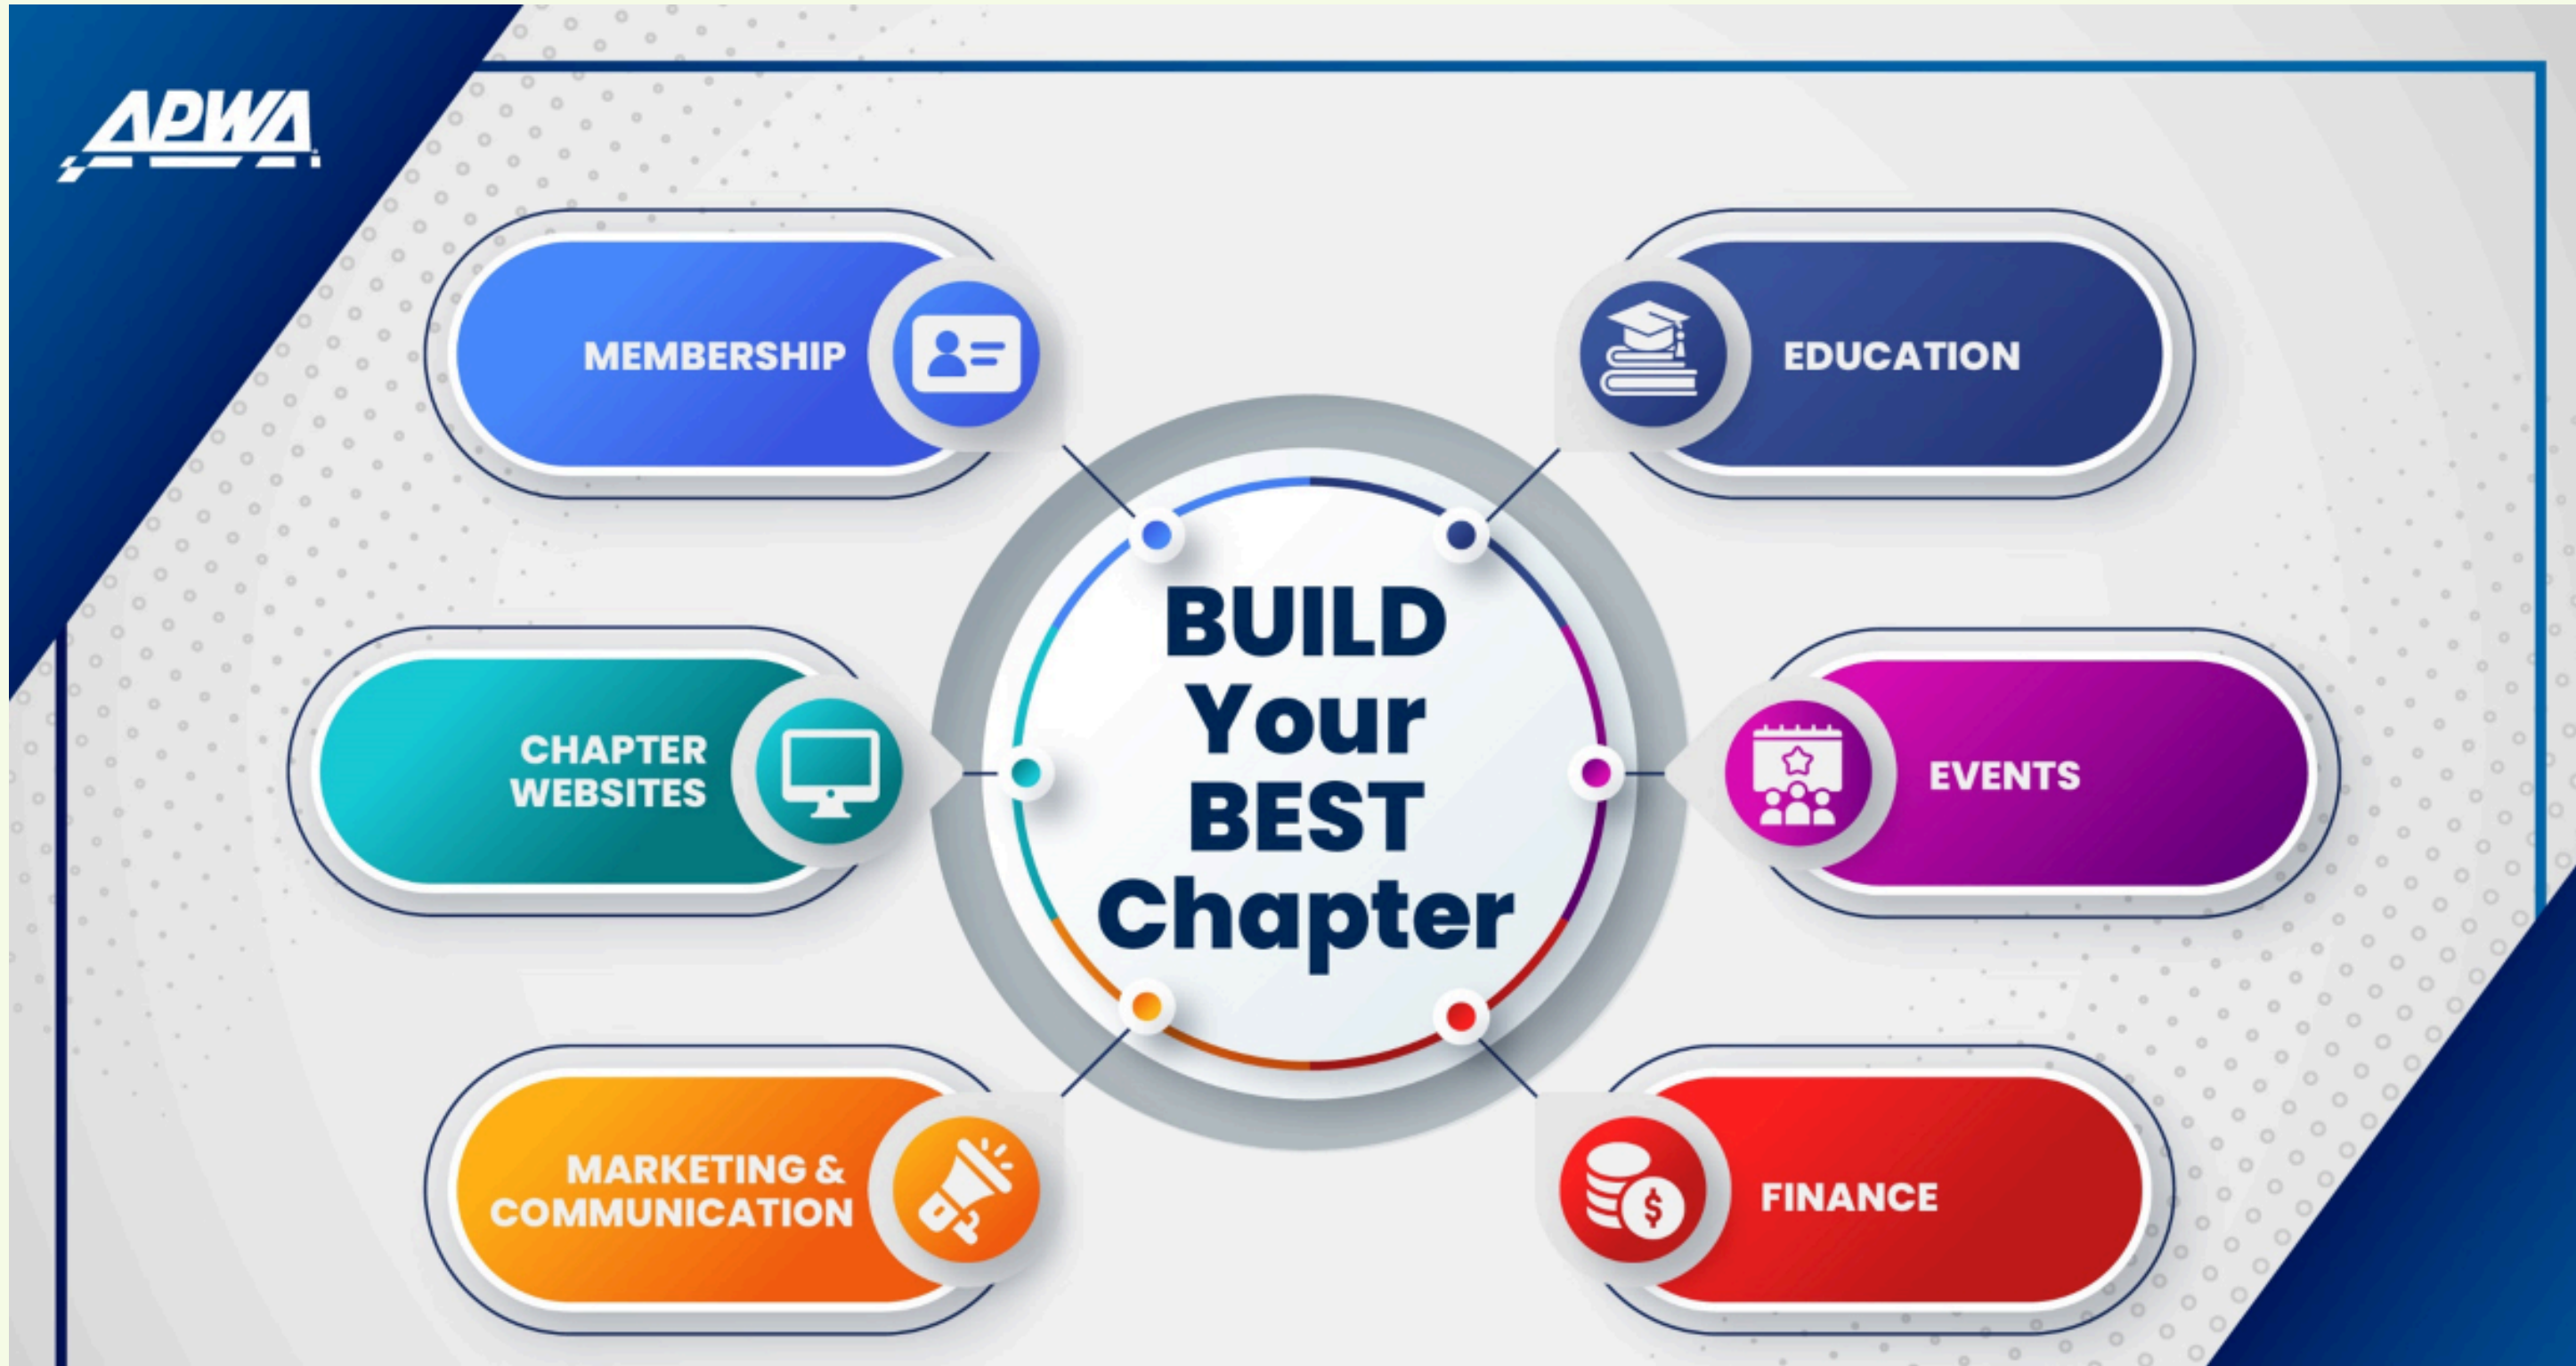 APWA
MEMBERSHIP
EDUCATION
BUILD
Your
BEST
Chapter
CHAPTER
WEBSITES
EVENTS
MARKETING &
COMMUNICATION
FINANCE
$